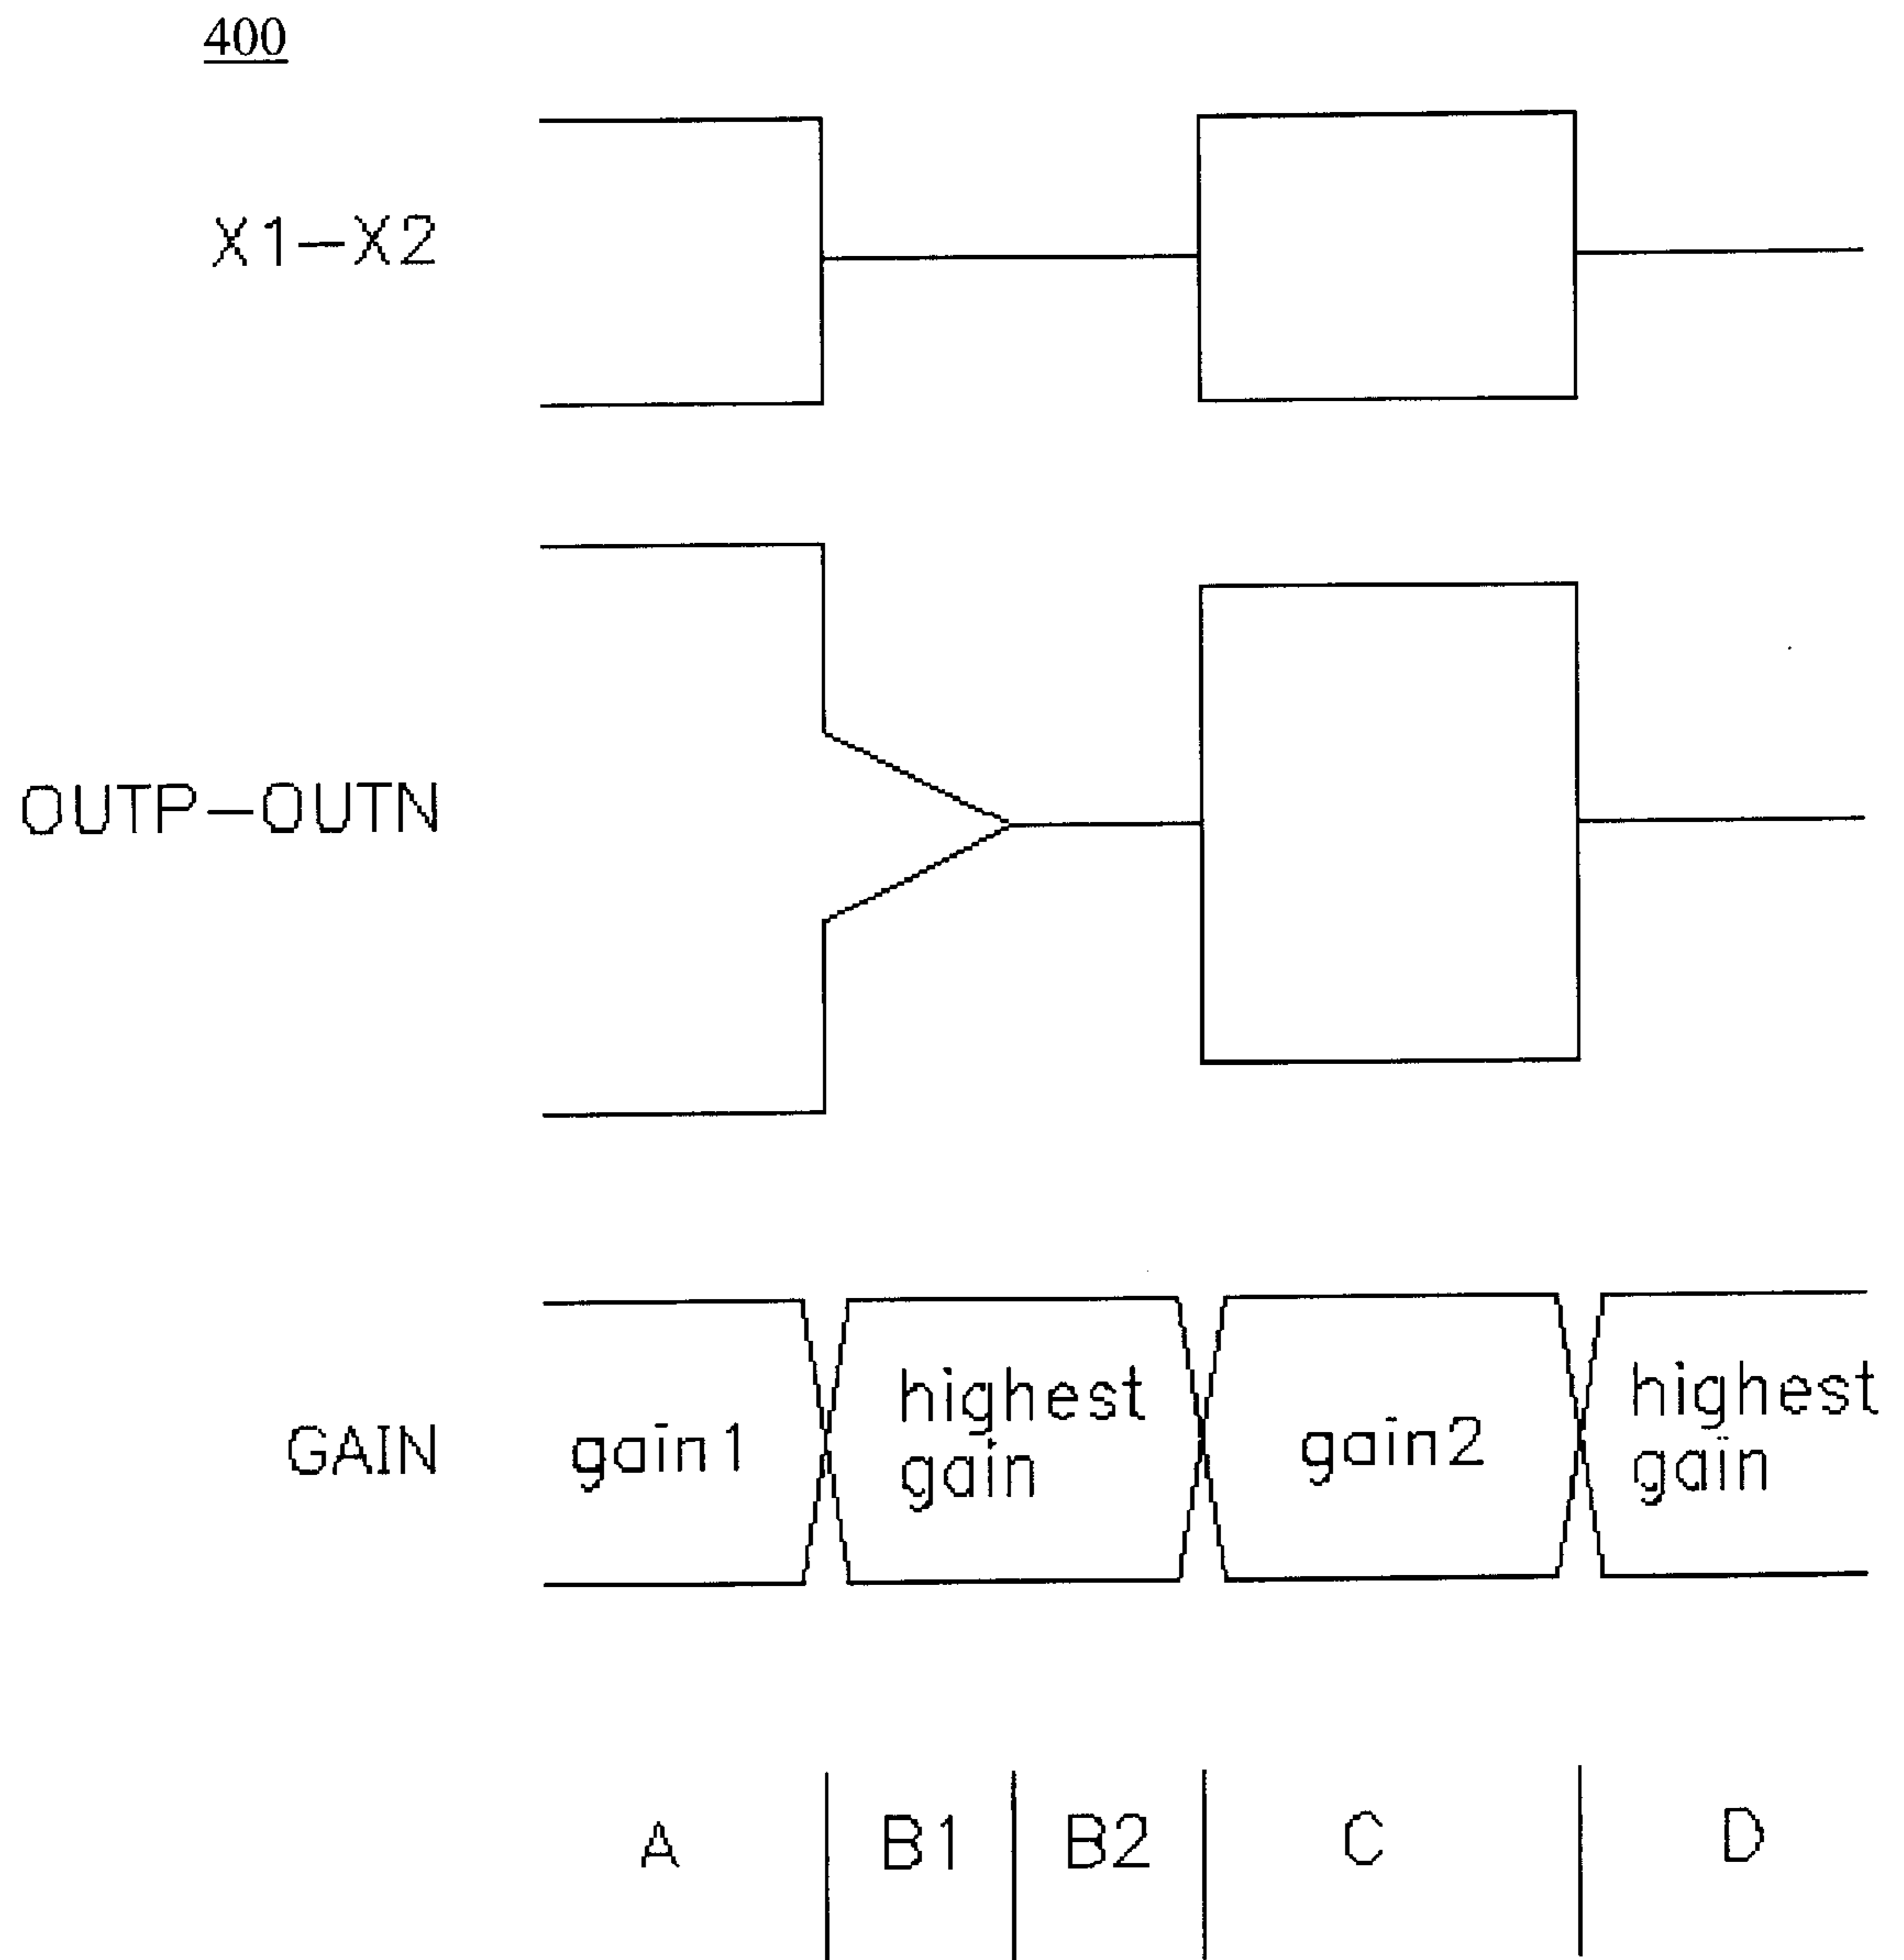 400
X1-X2
OUTP-OUTN
GAIN
gain1
highest
gain
gain2
highest
gain
A
B1
B2
C
D